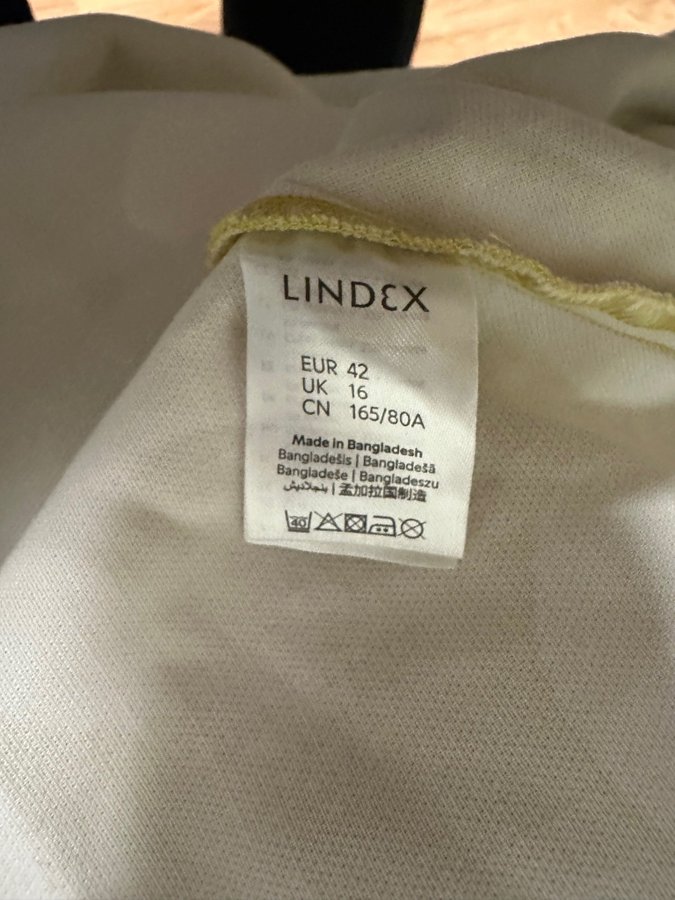 LINDEX
EUR 42
UK 16
CN 165/80A
Made in Bangladesh
Bangladešis | Bangladešā
Bangladeše | Bangladeszu
بنجلاديش | 孟加拉国制造
40